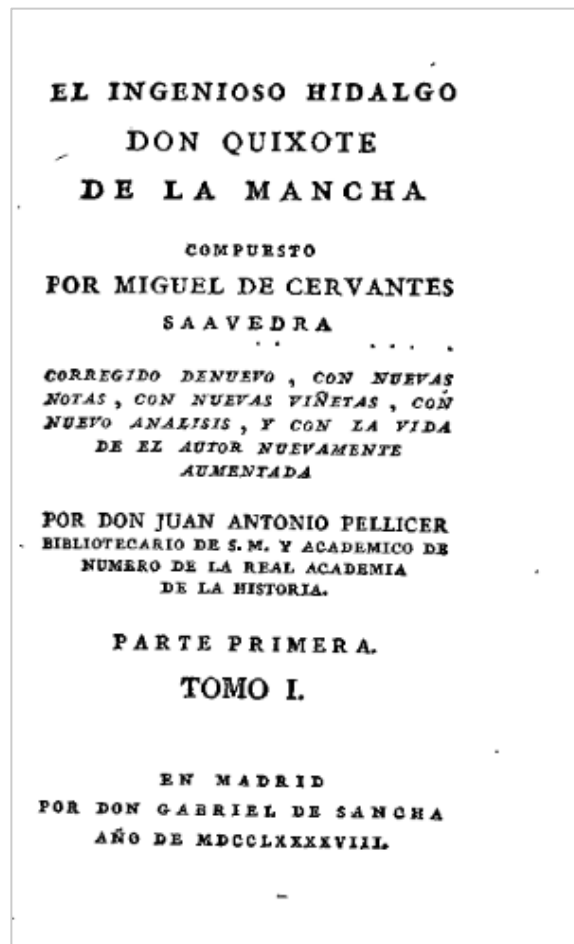 EL INGENIOSO HIDALGO
DON QUIXOTE
DE LA MANCHA
COMPUESTO
POR MIGUEL DE CERVANTES
SAAVEDRA
CORREGIDO DENUEVO, CON NUEVAS
NOTAS, CON NUEVAS VIÑETAS, CON
NUEVO ANALISIS, Y CON LA VIDA
DE EL AUTOR NUEVAMENTE
AUMENTADA
POR DON JUAN ANTONIO PELLICER
BIBLIOTECARIO DE S. M. Y ACADEMICO DE
NUMERO DE LA REAL ACADEMIA
DE LA HISTORIA.
PARTE PRIMERA.
TOMO I.
EN MADRID
POR DON GABRIEL DE SANCHA
AÑO DE MDCCLXXXXVIII.